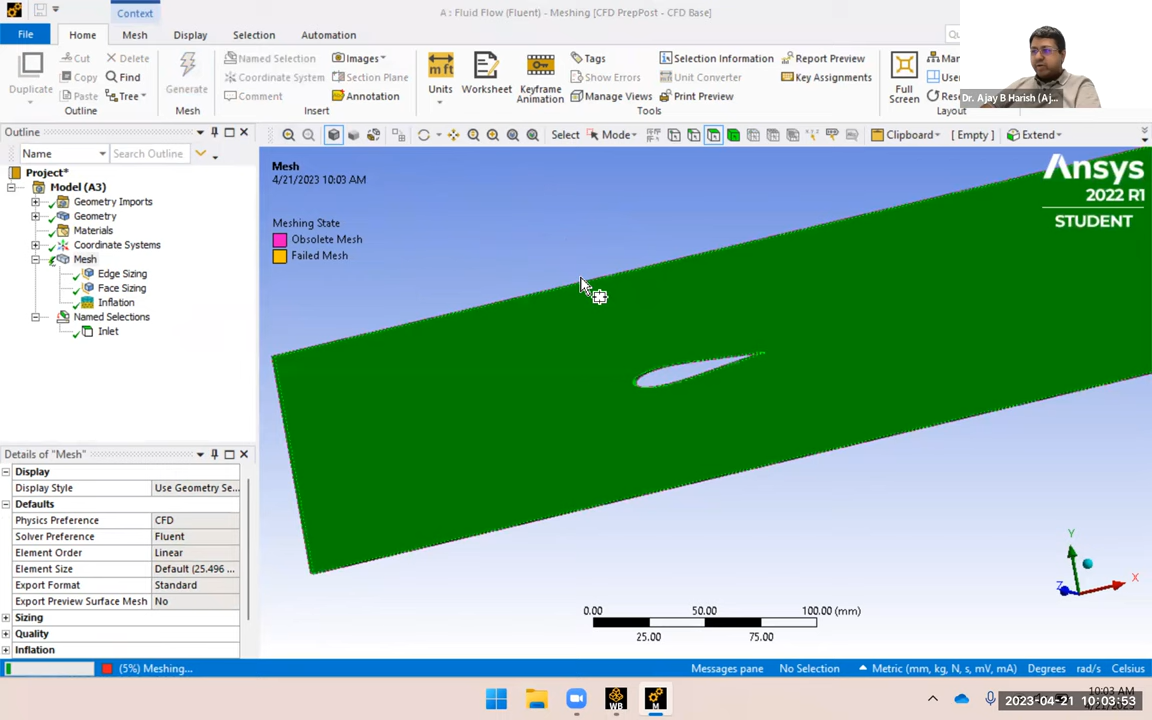 Context
A : Fluid Flow (Fluent) - Meshing [CFD PrepPost - CFD Base]
File
Home
Mesh
Display
Selection
Automation
Duplicate
Cut
Copy
Paste
Delete
Find
Tree
Outline
Generate
Mesh
Named Selection
Coordinate System
Comment
Images
Section Plane
Annotation
Insert
Units
Worksheet
Keyframe
Animation
Tags
Show Errors
Manage Views
Selection Information
Unit Converter
Print Preview
Report Preview
Key Assignments
Tools
Full
Screen
Layout
Dr. Ajay B Harish (Aj...
Outline
Name
Search Outline
Select
Mode
Clipboard
[ Empty ]
Extend
Project*
Model (A3)
Geometry Imports
Geometry
Materials
Coordinate Systems
Mesh
Edge Sizing
Face Sizing
Inflation
Named Selections
Inlet
Mesh
4/21/2023 10:03 AM
Meshing State
Obsolete Mesh
Failed Mesh
Ansys
2022 R1
STUDENT
Details of "Mesh"
Display
Display Style Use Geometry Se...
Defaults
Physics Preference CFD
Solver Preference Fluent
Element Order Linear
Element Size Default (25.496 ...
Export Format Standard
Export Preview Surface Mesh No
Sizing
Quality
Inflation
Y
X
Z
0.00 50.00 100.00 (mm)
25.00 75.00
(5%) Meshing...
Messages pane
No Selection
Metric (mm, kg, N, s, mV, mA)
Degrees
rad/s
Celsius
WB
M
10:03 AM
2023-04-21 10:03:53